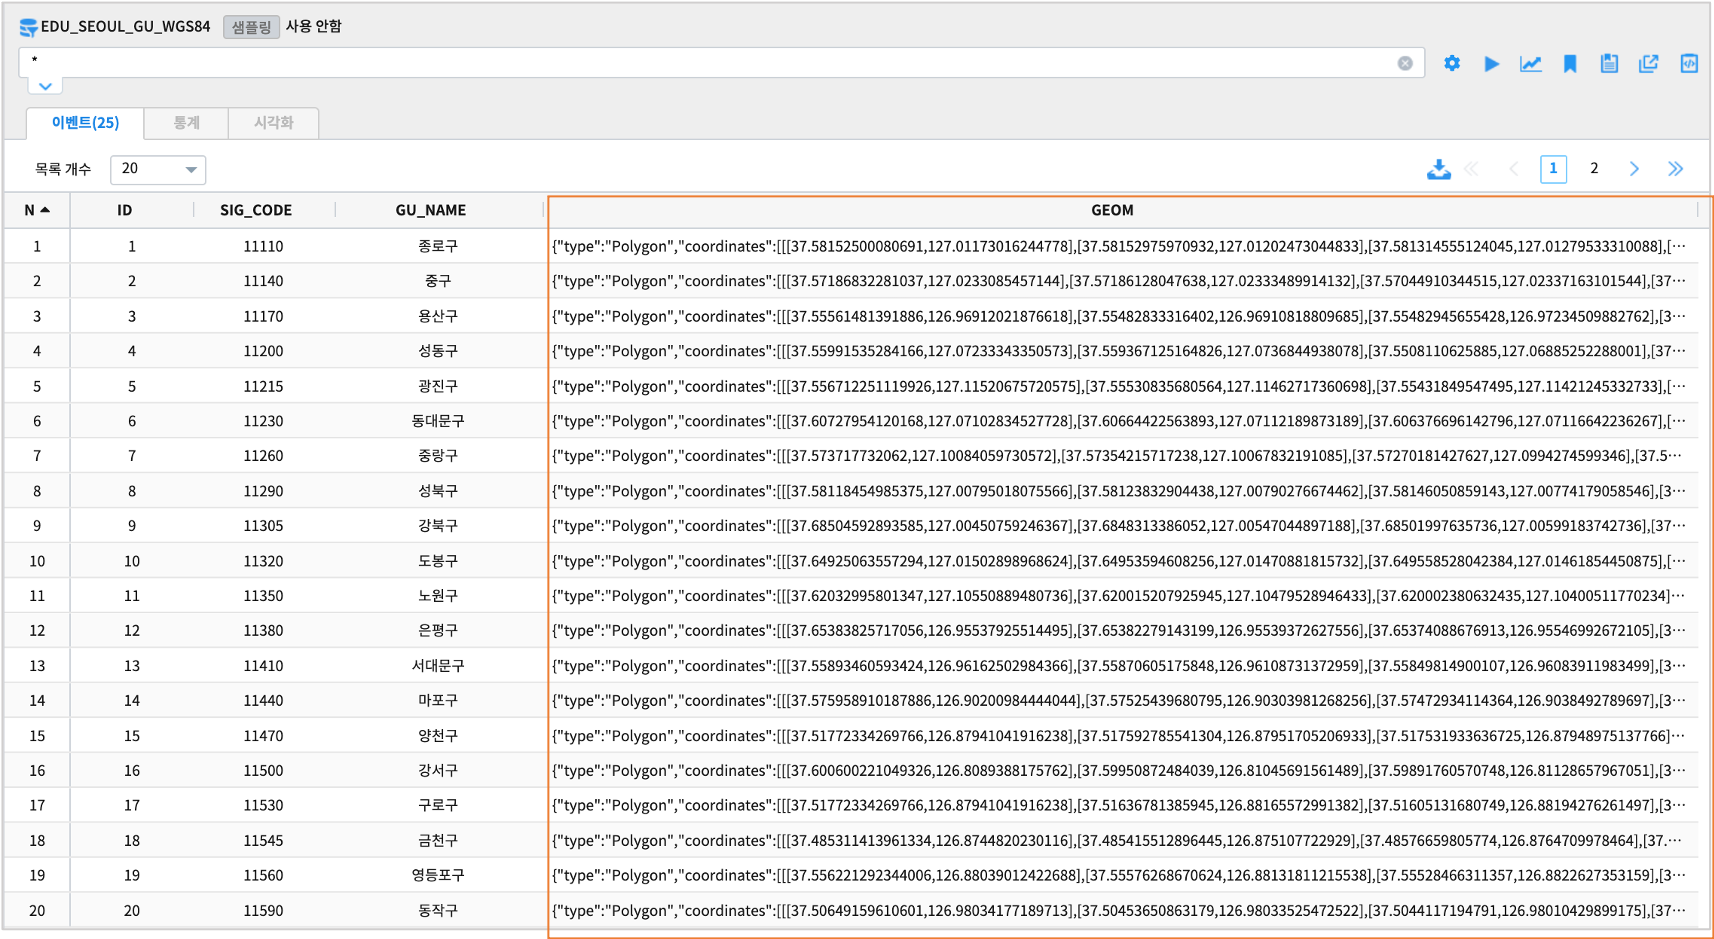 EDU_SEOUL_GU_WGS84 샘플링 사용 안함
*
이벤트(25) 통계 시각화
목록 개수 20 1 2
N ID SIG_CODE GU_NAME GEOM
1 1 11110 종로구 {"type":"Polygon","coordinates":[[[37.58152500080691,127.01173016244778],[37.58152975970932,127.01202473044833],[37.581314555124045,127.01279533310088],[···
2 2 11140 중구 {"type":"Polygon","coordinates":[[[37.57186832281037,127.0233085457144],[37.57186128047638,127.02333489914132],[37.57044910344515,127.02337163101544],[37···
3 3 11170 용산구 {"type":"Polygon","coordinates":[[[37.55561481391886,126.96912021876618],[37.55482833316402,126.96910818809685],[37.55482945655428,126.97234509882762],[3···
4 4 11200 성동구 {"type":"Polygon","coordinates":[[[37.55991535284166,127.07233343350573],[37.559367125164826,127.0736844938078],[37.5508110625885,127.06885252288001],[37···
5 5 11215 광진구 {"type":"Polygon","coordinates":[[[37.556712251119926,127.11520675720575],[37.55530835680564,127.11462717360698],[37.55431849547495,127.11421245332733],[···
6 6 11230 동대문구 {"type":"Polygon","coordinates":[[[37.60727954120168,127.07102834527728],[37.60664422563893,127.07112189873189],[37.606376696142796,127.07116642236267],[···
7 7 11260 중랑구 {"type":"Polygon","coordinates":[[[37.573717732062,127.10084059730572],[37.57354215717238,127.10067832191085],[37.57270181427627,127.0994274599346],[37.5···
8 8 11290 성북구 {"type":"Polygon","coordinates":[[[37.58118454985375,127.00795018075566],[37.58123832904438,127.00790276674462],[37.58146050859143,127.00774179058546],[3···
9 9 11305 강북구 {"type":"Polygon","coordinates":[[[37.68504592893585,127.00450759246367],[37.6848313386052,127.00547044897188],[37.68501997635736,127.00599183742736],[37···
10 10 11320 도봉구 {"type":"Polygon","coordinates":[[[37.64925063557294,127.01502898968624],[37.64953594608256,127.01470881815732],[37.649558528042384,127.01461854450875],[···
11 11 11350 노원구 {"type":"Polygon","coordinates":[[[37.62032995801347,127.10550889480736],[37.620015207925945,127.10479528946433],[37.620002380632435,127.10400511770234]···
12 12 11380 은평구 {"type":"Polygon","coordinates":[[[37.65383825717056,126.95537925514495],[37.65382279143199,126.95539372627556],[37.65374088676913,126.95546992672105],[3···
13 13 11410 서대문구 {"type":"Polygon","coordinates":[[[37.55893460593424,126.96162502984366],[37.55870605175848,126.96108731372959],[37.55849814900107,126.96083911983499],[3···
14 14 11440 마포구 {"type":"Polygon","coordinates":[[[37.575958910187886,126.90200984444044],[37.57525439680795,126.90303981268256],[37.57472934114364,126.9038492789697],[3···
15 15 11470 양천구 {"type":"Polygon","coordinates":[[[37.51772334269766,126.87941041916238],[37.517592785541304,126.87951705206933],[37.517531933636725,126.87948975137766]···
16 16 11500 강서구 {"type":"Polygon","coordinates":[[[37.600600221049326,126.8089388175762],[37.59950872484039,126.81045691561489],[37.59891760570748,126.81128657967051],[3···
17 17 11530 구로구 {"type":"Polygon","coordinates":[[[37.51772334269766,126.87941041916238],[37.51636781385945,126.88165572991382],[37.51605131680749,126.88194276261497],[3···
18 18 11545 금천구 {"type":"Polygon","coordinates":[[[37.485311413961334,126.8744820230116],[37.485415512896445,126.875107722929],[37.48576659805774,126.8764709978464],[37.···
19 19 11560 영등포구 {"type":"Polygon","coordinates":[[[37.556221292344006,126.88039012422688],[37.55576268670624,126.88131811215538],[37.55528466311357,126.8822627353159],[3···
20 20 11590 동작구 {"type":"Polygon","coordinates":[[[37.50649159610601,126.98034177189713],[37.50453650863179,126.98033525472522],[37.5044117194791,126.98010429899175],[37···